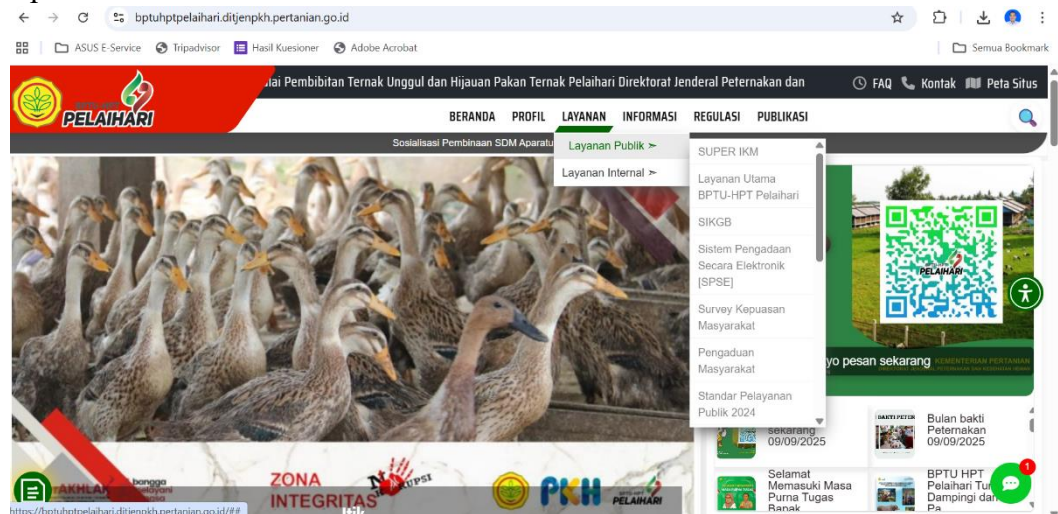 bptuhptpelaihari.ditjenpkh.pertanian.go.id
ASUS E-Service Tripadvisor Hasil Kuesioner Adobe Acrobat Semua Bookmark
Pembibitan Ternak Unggul dan Hijauan Pakan Ternak Pelaihari Direktorat Jenderal Peternakan dan
FAQ Kontak Peta Situs
PELAIHARI
BERANDA PROFIL LAYANAN INFORMASI REGULASI PUBLIKASI
Sosialisasi Pembinaan SDM Aparatu
Layanan Publik ➣
Layanan Internal ➣
SUPER IKM
Layanan Utama
BPTU-HPT Pelaihari
SIKGB
Sistem Pengadaan
Secara Elektronik
[SPSE]
Survey Kepuasan
Masyarakat
Pengaduan
Masyarakat
Standar Pelayanan
Publik 2024
PELAIHARI
yo pesan sekarang
KEMENTERIAN PERTANIAN
sekarang
09/09/2025
Bulan bakti
Peternakan
09/09/2025
Selamat
Memasuki Masa
Purna Tugas
Bapak
BPTU HPT
Pelaihari
Dampingi
Pa
1
bangga
ZONA
INTEGRITAS
PKH
PELAIHARI
Itik
https://bptuhptpelaihari.ditjenpkh.pertanian.go.id/##